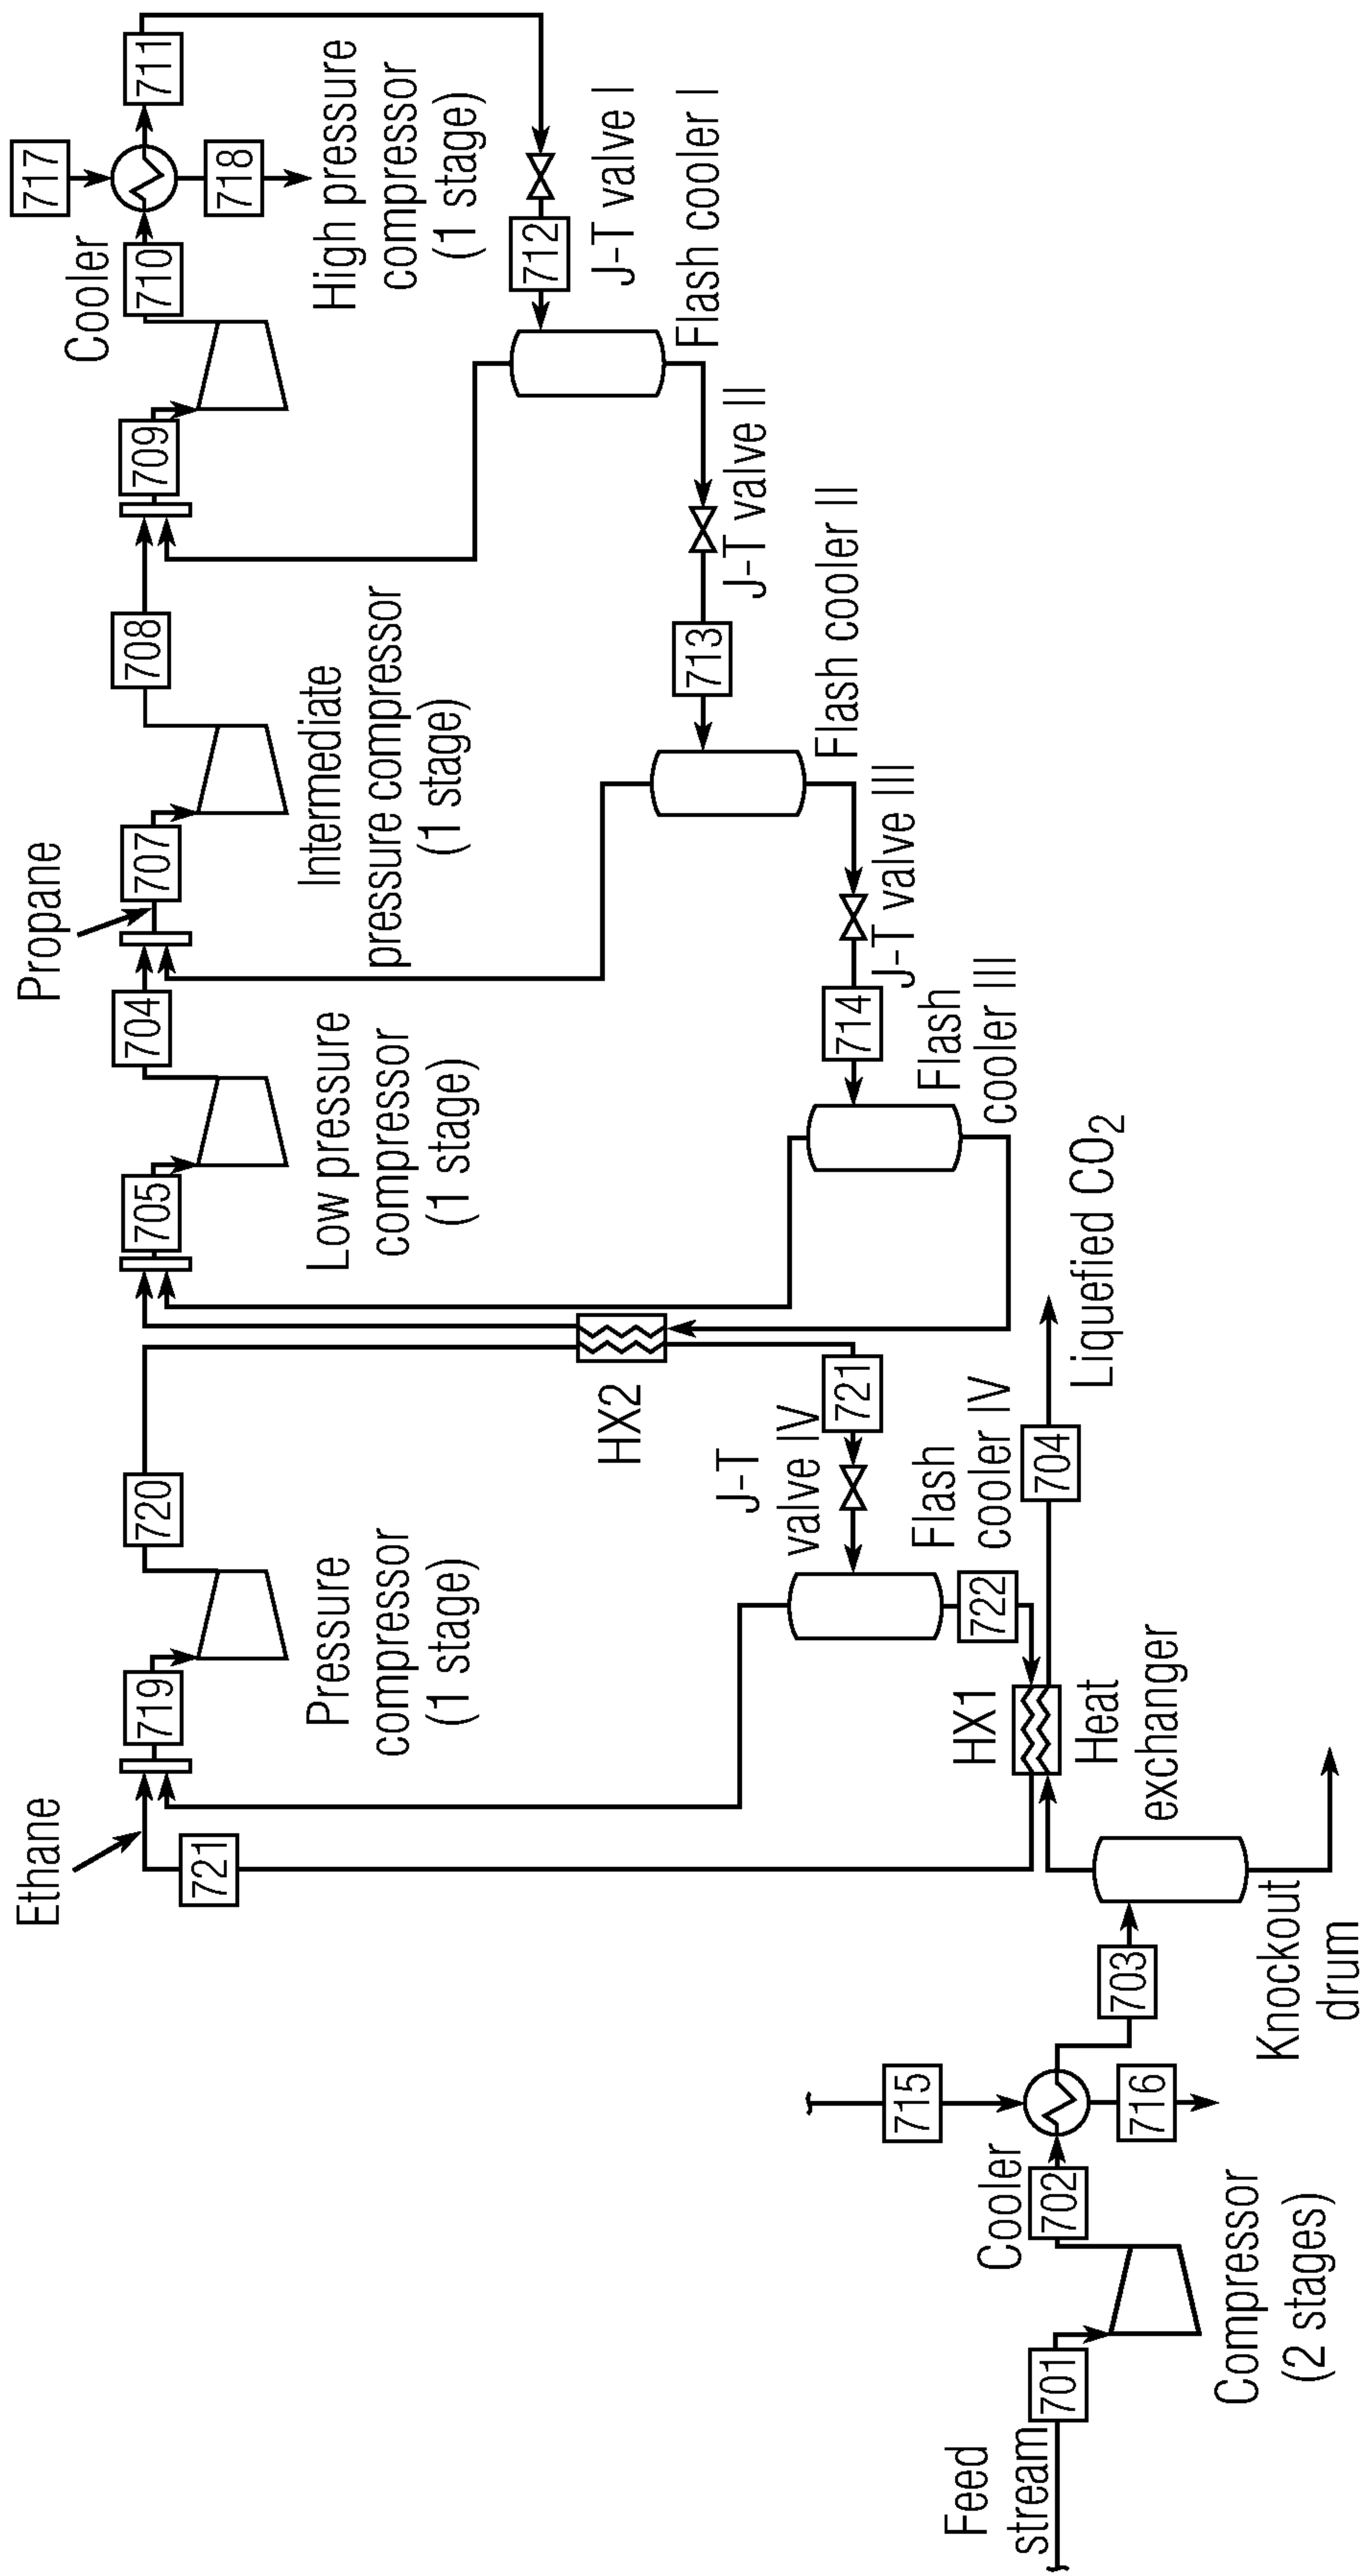 Feed
stream
701
Compressor
(2 stages)
702
Cooler
715
716
703
Knockout
drum
Heat
exchanger
HX1
704
Liquefied CO2
Ethane
721
719
Pressure
compressor
(1 stage)
720
722
Flash
cooler IV
J-T
valve IV
721
HX2
705
Low pressure
compressor
(1 stage)
704
Propane
707
Intermediate
pressure compressor
(1 stage)
708
709
Cooler
710
High pressure
compressor
(1 stage)
717
718
711
J-T valve I
712
Flash cooler I
J-T valve II
713
Flash cooler II
J-T valve III
714
Flash
cooler III